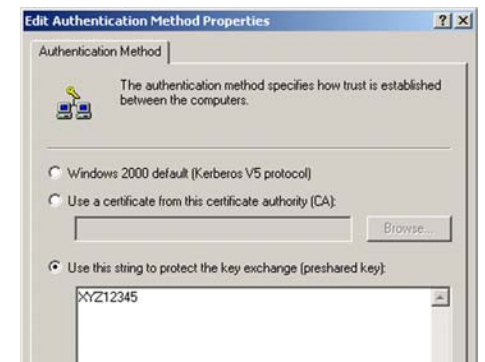 Edit Authentication Method Properties
Authentication Method
The authentication method specifies how trust is established
between the computers.
Windows 2000 default (Kerberos V5 protocol)
Use a certificate from this certificate authority (CA):
Browse...
Use this string to protect the key exchange (preshared key):
XYZ12345